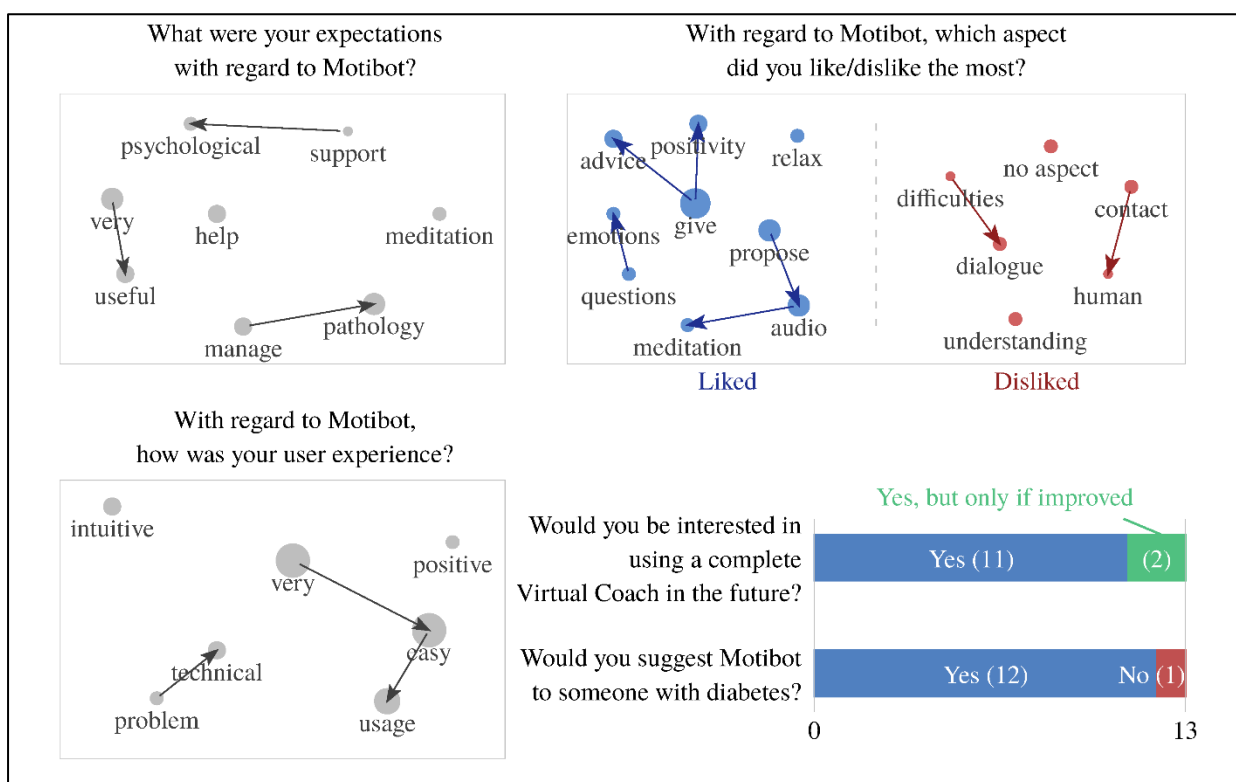 What were your expectations
with regard to Motibot?
psychological
support
very
help
meditation
useful
pathology
manage
With regard to Motibot, which aspect
did you like/dislike the most?
advice
positivity
relax
emotions
give
propose
questions
audio
meditation
Liked
no aspect
difficulties
contact
dialogue
human
understanding
Disliked
With regard to Motibot,
how was your user experience?
intuitive
very
positive
easy
technical
problem
usage
Yes, but only if improved
Would you be interested in
using a complete
Virtual Coach in the future?
Yes (11)
(2)
Would you suggest Motibot
to someone with diabetes?
Yes (12)
No (1)
0
13